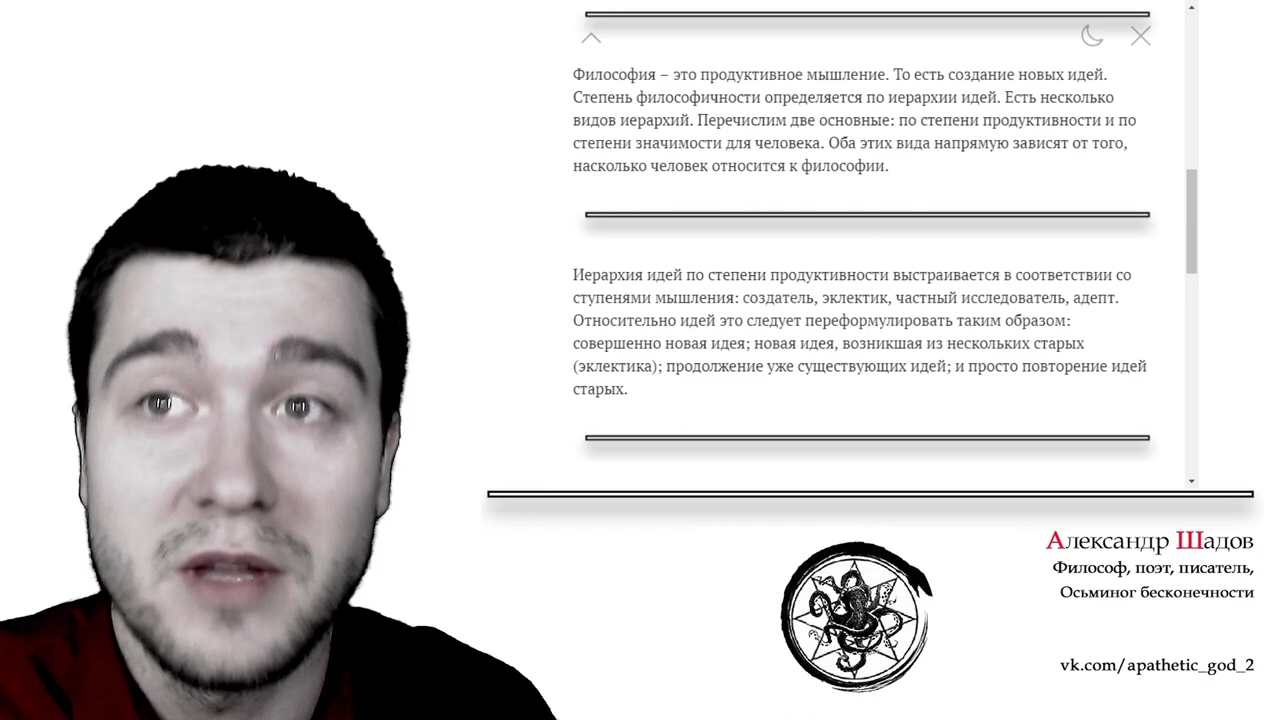 Философия – это продуктивное мышление. То есть создание новых идей.
Степень философичности определяется по иерархии идей. Есть несколько
видов иерархий. Перечислим две основные: по степени продуктивности и по
степени значимости для человека. Оба этих вида напрямую зависят от того,
насколько человек относится к философии.
Иерархия идей по степени продуктивности выстраивается в соответствии со
ступенями мышления: создатель, эклектик, частный исследователь, адепт.
Относительно идей это следует переформулировать таким образом:
совершенно новая идея; новая идея, возникшая из нескольких старых
(эклектика); продолжение уже существующих идей; и просто повторение идей
старых.
Александр Шадов
Философ, поэт, писатель,
Осьминог бесконечности
vk.com/apathetic_god_2